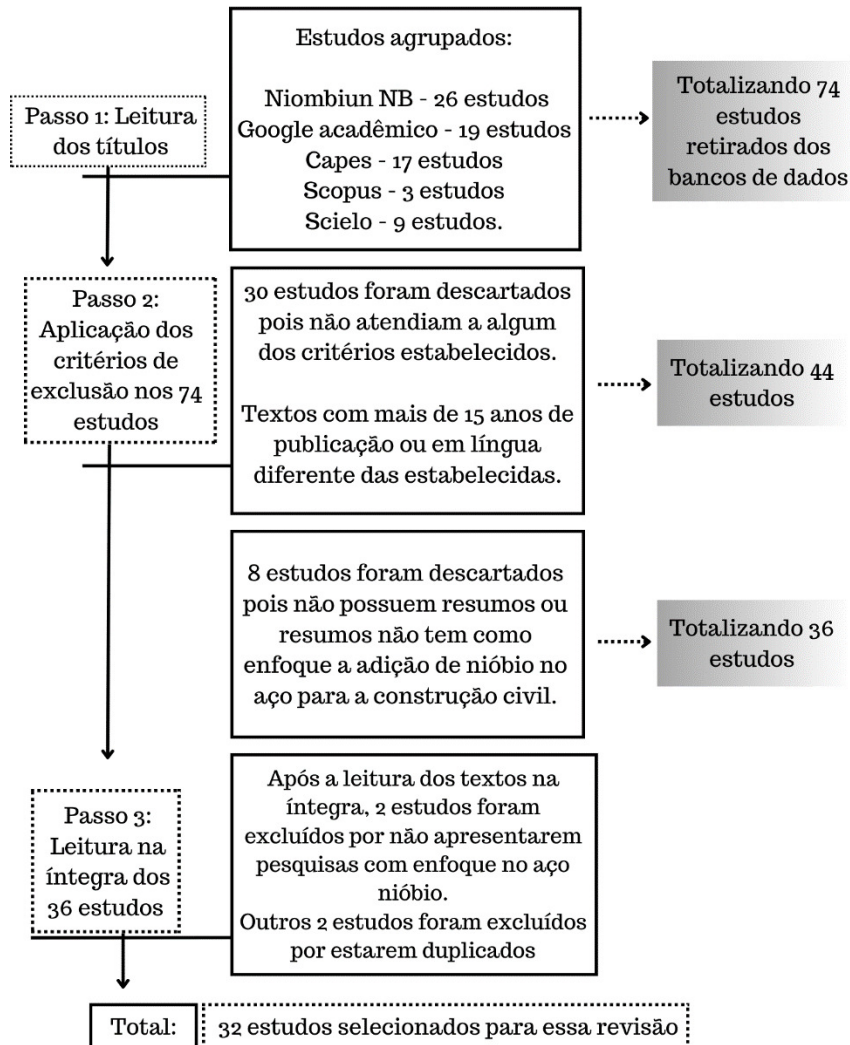 Passo 1: Leitura
dos títulos
Estudos agrupados:
Niombiun NB - 26 estudos
Google acadêmico - 19 estudos
Capes - 17 estudos
Scopus - 3 estudos
Scielo - 9 estudos.
Totalizando 74
estudos
retirados dos
bancos de dados
Passo 2:
Aplicação dos
critérios de
exclusão nos 74
estudos
30 estudos foram descartados
pois não atendiam a algum
dos critérios estabelecidos.
Textos com mais de 15 anos de
publicação ou em língua
diferente das estabelecidas.
Totalizando 44
estudos
8 estudos foram descartados
pois não possuem resumos ou
resumos não tem como
enfoque a adição de nióbio no
aço para a construção civil.
Totalizando 36
estudos
Passo 3:
Leitura na
íntegra dos
36 estudos
Após a leitura dos textos na
íntegra, 2 estudos foram
excluídos por não apresentarem
pesquisas com enfoque no aço
nióbio.
Outros 2 estudos foram excluídos
por estarem duplicados
Total:
32 estudos selecionados para essa revisão